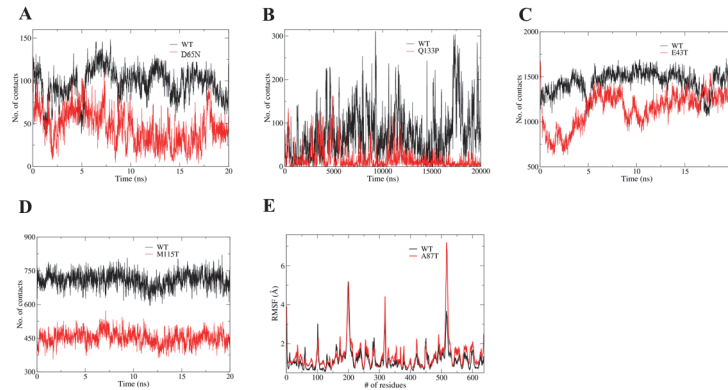 A
150
100
50
0
No. of contacts
WT
D65N
0 5 10 15 20
Time (ns)
B
300
200
100
0
No. of contacts
WT
Q133P
0 5000 10000 15000 20000
Time (ns)
C
2000
1500
1000
500
No. of contacts
WT
E43T
0 5 10 15
Time (ns)
D
900
750
600
450
300
No. of contacts
WT
M115T
0 5 10 15 20
Time (ns)
E
6
4
2
RMSF (Å)
WT
A87T
0 100 200 300 400 500 600
# of residues